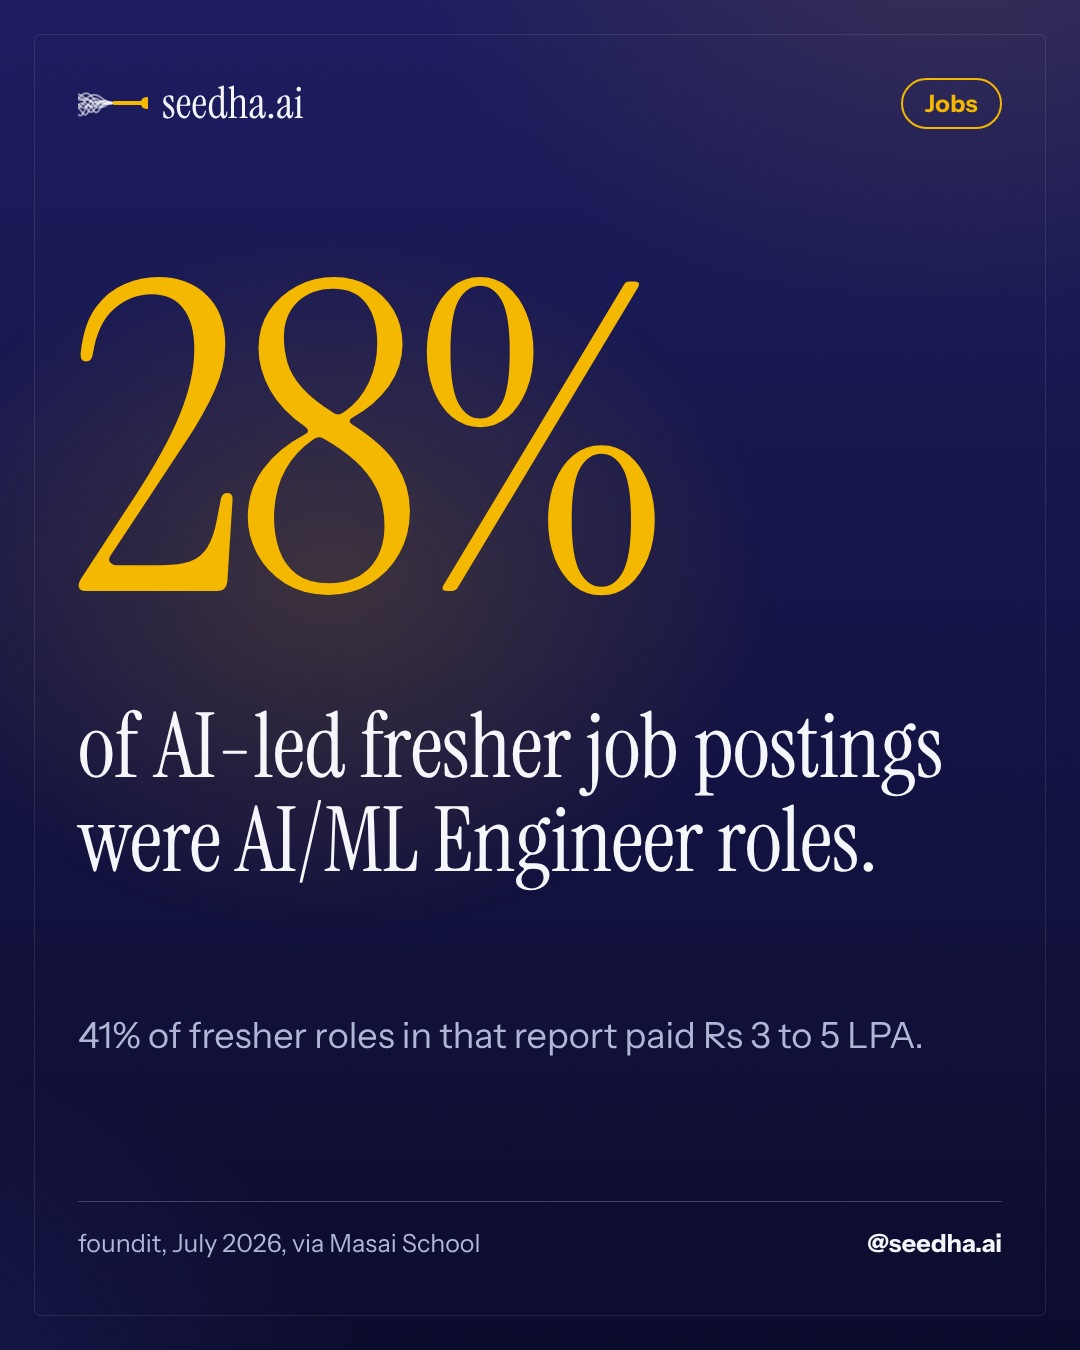 seedha.ai
Jobs
28%
of AI-led fresher job postings
were AI/ML Engineer roles.
41% of fresher roles in that report paid Rs 3 to 5 LPA.
foundit, July 2026, via Masai School
@seedha.ai